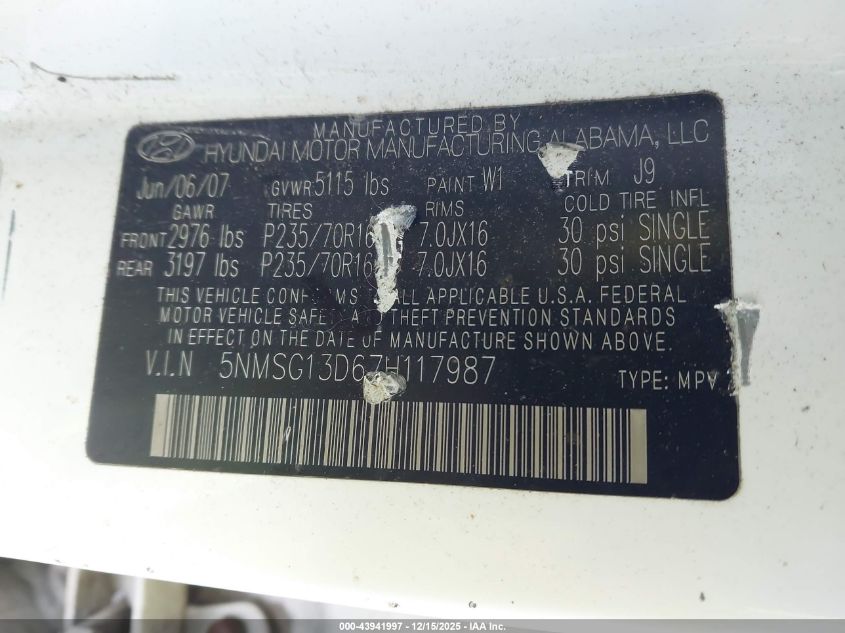 MANUFACTURED BY
HYUNDAI MOTOR MANUFACTURING ALABAMA, LLC
Jun/06/07 GVWR 5115 lbs PAINT W1 TRIM J9
GAWR TIRES RIMS COLD TIRE INFL
FRONT 2976 lbs P235/70R16 7.0JX16 30 psi SINGLE
REAR 3197 lbs P235/70R16 7.0JX16 30 psi SINGLE
THIS VEHICLE CONFORMS ALL APPLICABLE U.S.A. FEDERAL
MOTOR VEHICLE SAFETY THEFT PREVENTION STANDARDS
IN EFFECT ON THE DATE OF MANUFACTURE SHOWN ABOVE.
V.I.N 5NMSG13D67H117987 TYPE: MPV
000-43941997 - 12/15/2025 - IAA Inc.